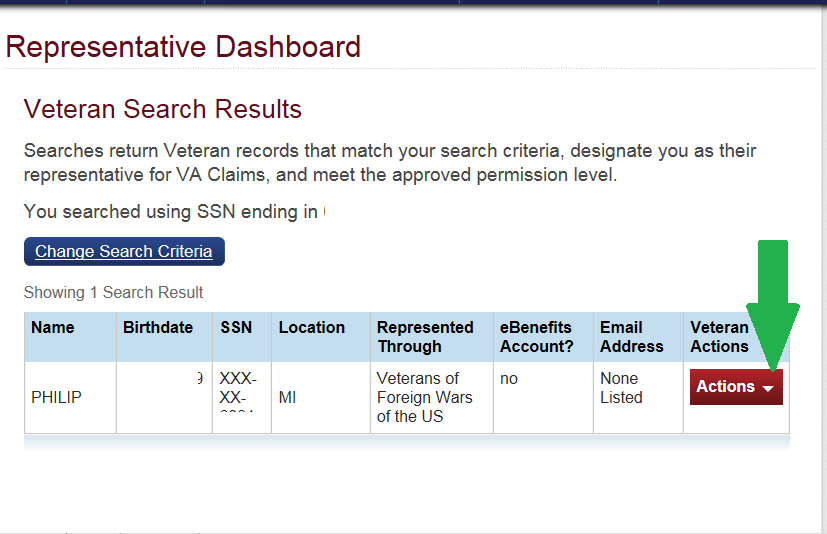 Representative Dashboard
Veteran Search Results
Searches return Veteran records that match your search criteria, designate you as their
representative for VA Claims, and meet the approved permission level.
You searched using SSN ending in
Change Search Criteria
Showing 1 Search Result
Name Birthdate SSN Location Represented Through eBenefits Account? Email Address Veteran Actions
PHILIP 9 XXX-XX- MI Veterans of Foreign Wars of the US no None Listed Actions